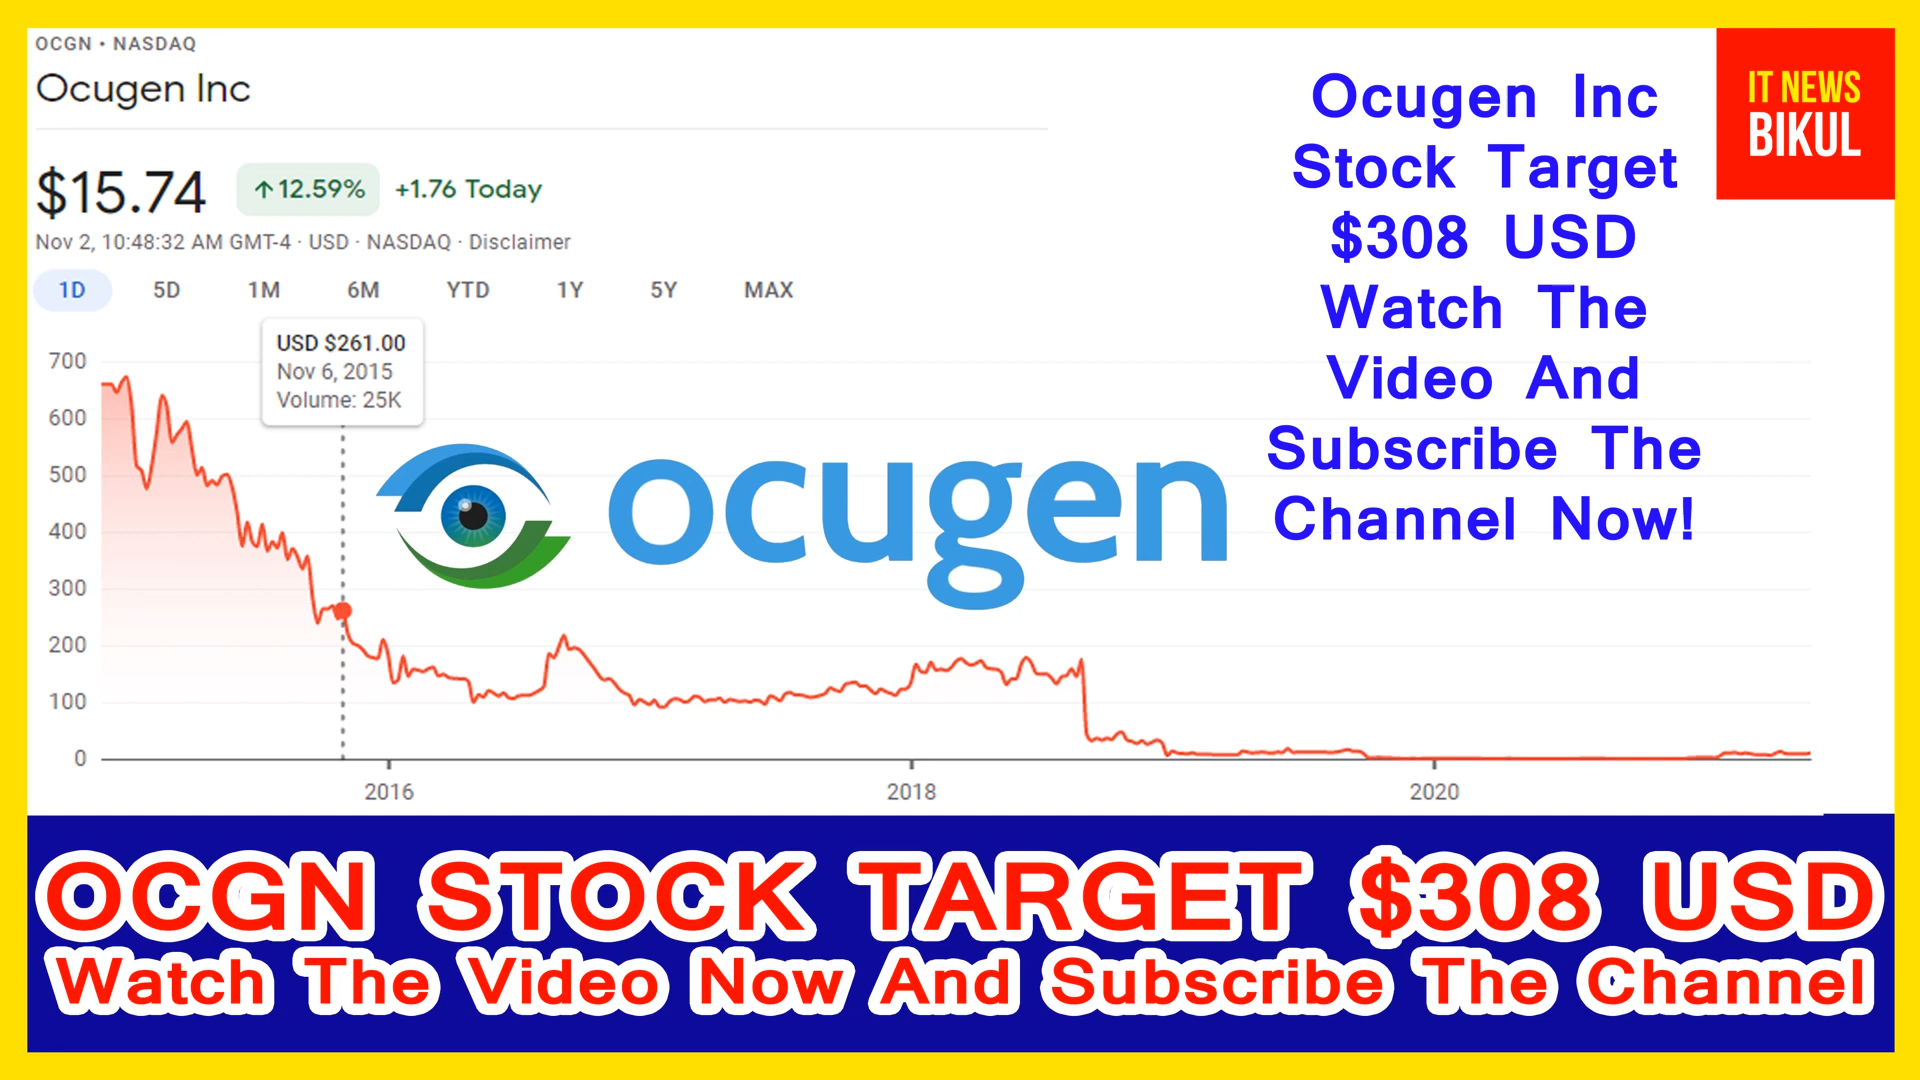 OCGN • NASDAQ
Ocugen Inc
$15.74 ↑12.59% +1.76 Today
Nov 2, 10:48:32 AM GMT-4 · USD · NASDAQ · Disclaimer
1D 5D 1M 6M YTD 1Y 5Y MAX
USD $261.00
Nov 6, 2015
Volume: 25K
700
600
500
400
300
200
100
0
2016 2018 2020
ocugen
Ocugen Inc
Stock Target
$308 USD
Watch The
Video And
Subscribe The
Channel Now!
IT NEWS
BIKUL
OCGN STOCK TARGET $308 USD
Watch The Video Now And Subscribe The Channel